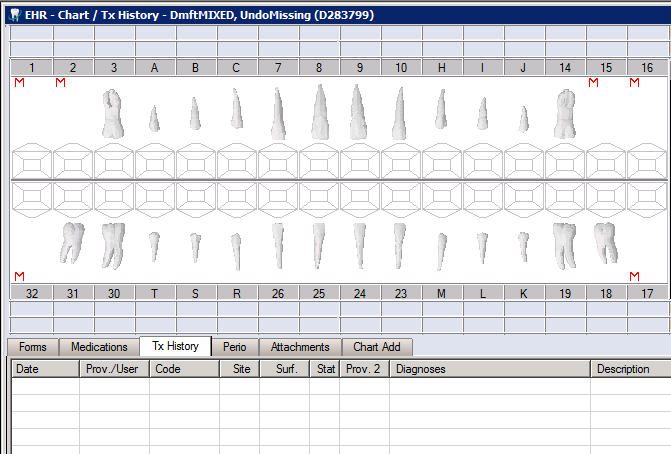 EHR - Chart / Tx History - DmftMIXED, UndoMissing (D283799)
1 2 3 A B C 7 8 9 10 H I J 14 15 16
M M M M
M M
32 31 30 T S R 26 25 24 23 M L K 19 18 17
Forms Medications Tx History Perio Attachments Chart Add
Date Prov./User Code Site Surf. Stat Prov. 2 Diagnoses Description